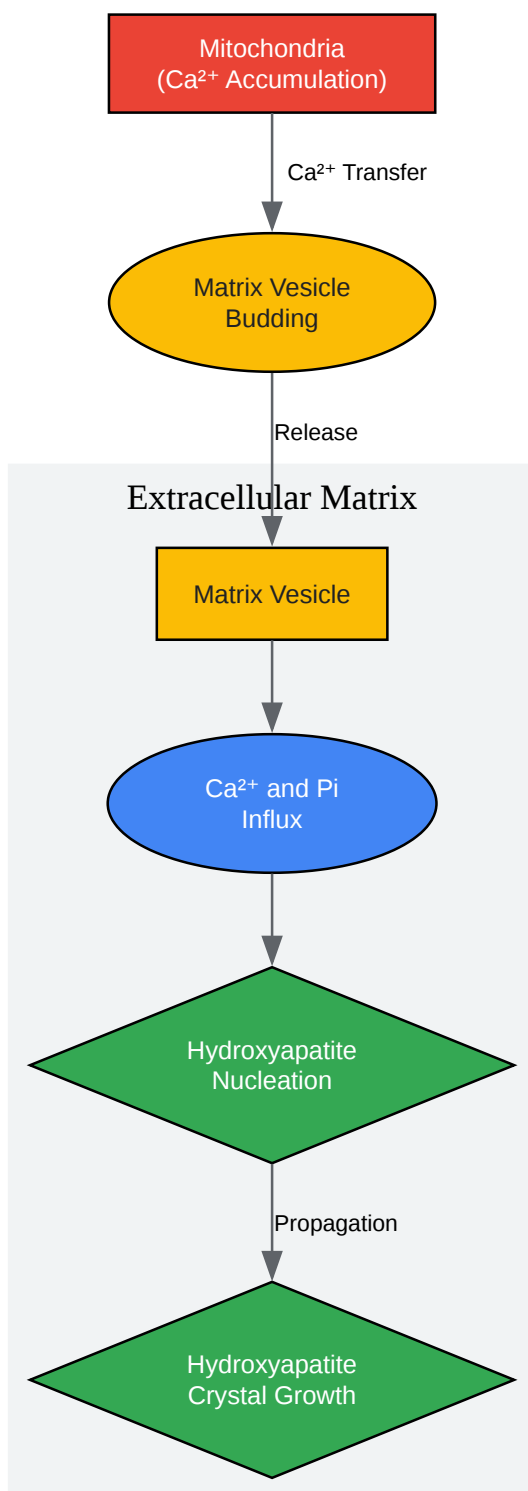 Mitochondria
(Ca²⁺ Accumulation)
Ca²⁺ Transfer
Matrix Vesicle
Budding
Release
Extracellular Matrix
Matrix Vesicle
Ca²⁺ and Pi
Influx
Hydroxyapatite
Nucleation
Propagation
Hydroxyapatite
Crystal Growth